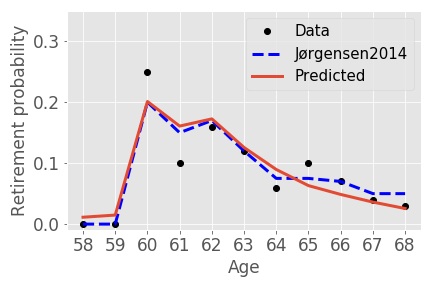 Data
Jørgensen2014
Predicted
Retirement probability
0.3
0.2
0.1
0.0
58 59 60 61 62 63 64 65 66 67 68
Age